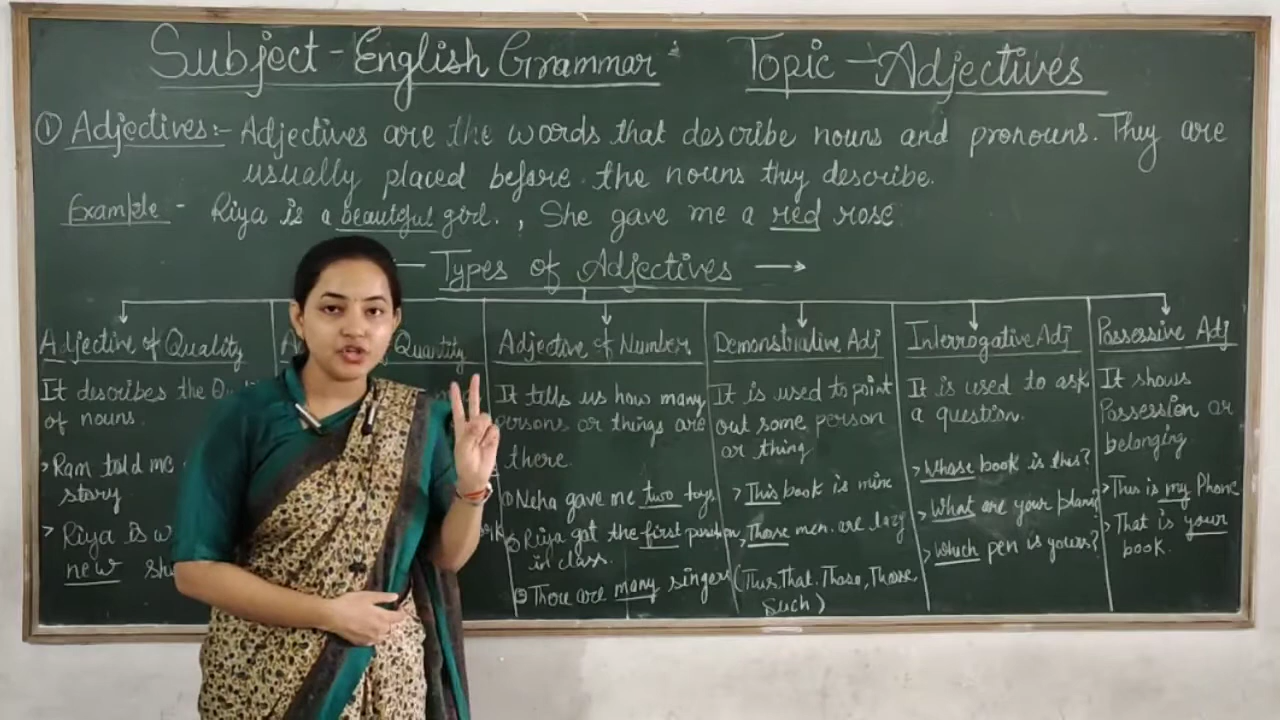 Subject - English Grammar Topic - Adjectives
① Adjectives:- Adjectives are the words that describe nouns and pronouns. They are
usually placed before the nouns they describe.
Example - Riya is a beautiful girl. , She gave me a red rose
Types of Adjectives
Adjective of Quality
It describes the
of nouns.
Ram told me
story
Riya is
new
Quantity
Adjective of Number
It tells us how many
persons or things are
there.
Neha gave me two toys
Riya got the first position
in class.
There are many singers
Demonstrative Adj
It is used to point
out some person
or thing
This book is mine
Those men are lazy
(This, That, These, Those,
Such)
Interrogative Adj
It is used to ask
a question.
Whose book is this?
What are your plans
Which pen is yours?
Possessive Adj
It shows
Possession or
belonging
This is my Phone
That is your
book.